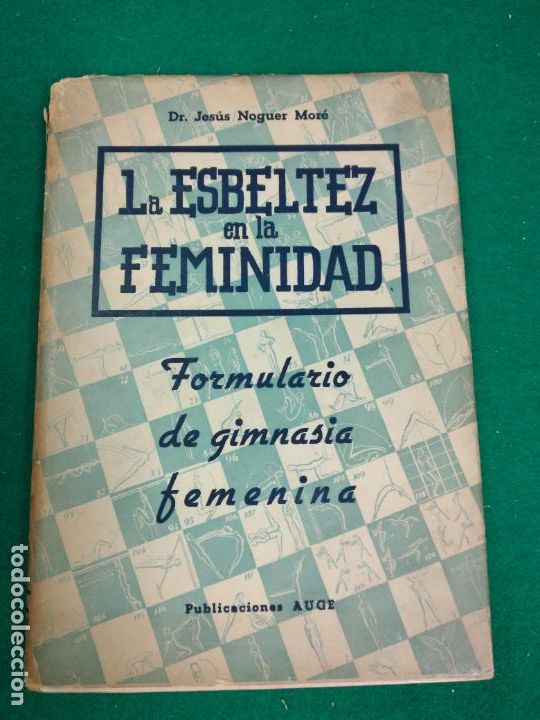 Dr. Jesús Noguer Moré
La ESBELTEZ
en la
FEMINIDAD
Formulario
de gimnasia
femenina
Publicaciones AUGE
todocoleccion